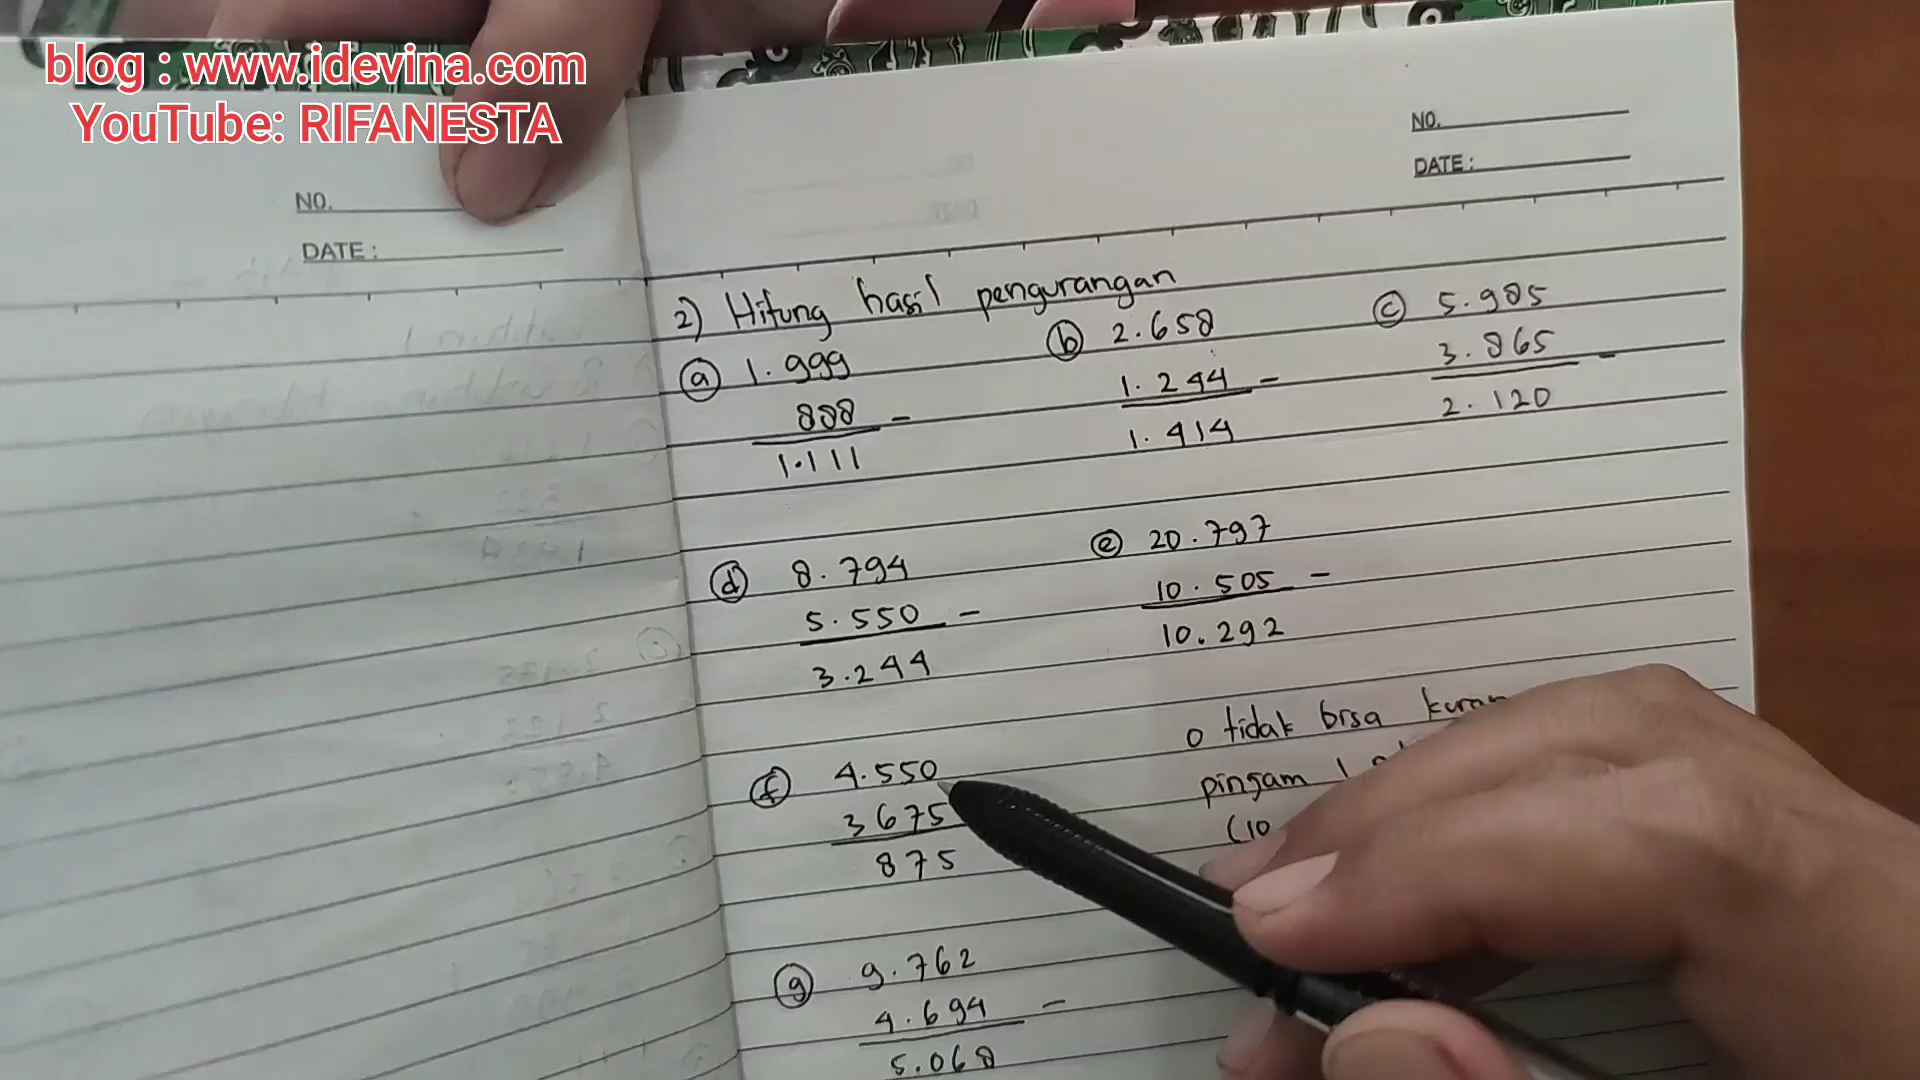 blog : www.idevina.com
YouTube: RIFANESTA
NO.
DATE :
NO.
DATE :
2) Hitung hasil pengurangan
a 1.999
888 -
1.111
b 2.658
1.244 -
1.414
c 5.985
3.865 -
2.120
d 8.794
5.550 -
3.244
e 20.797
10.505 -
10.292
f 4.550
3675
875
0 tidak bisa
pinjam 1
(10
g 9.762
4.694 -
5.068